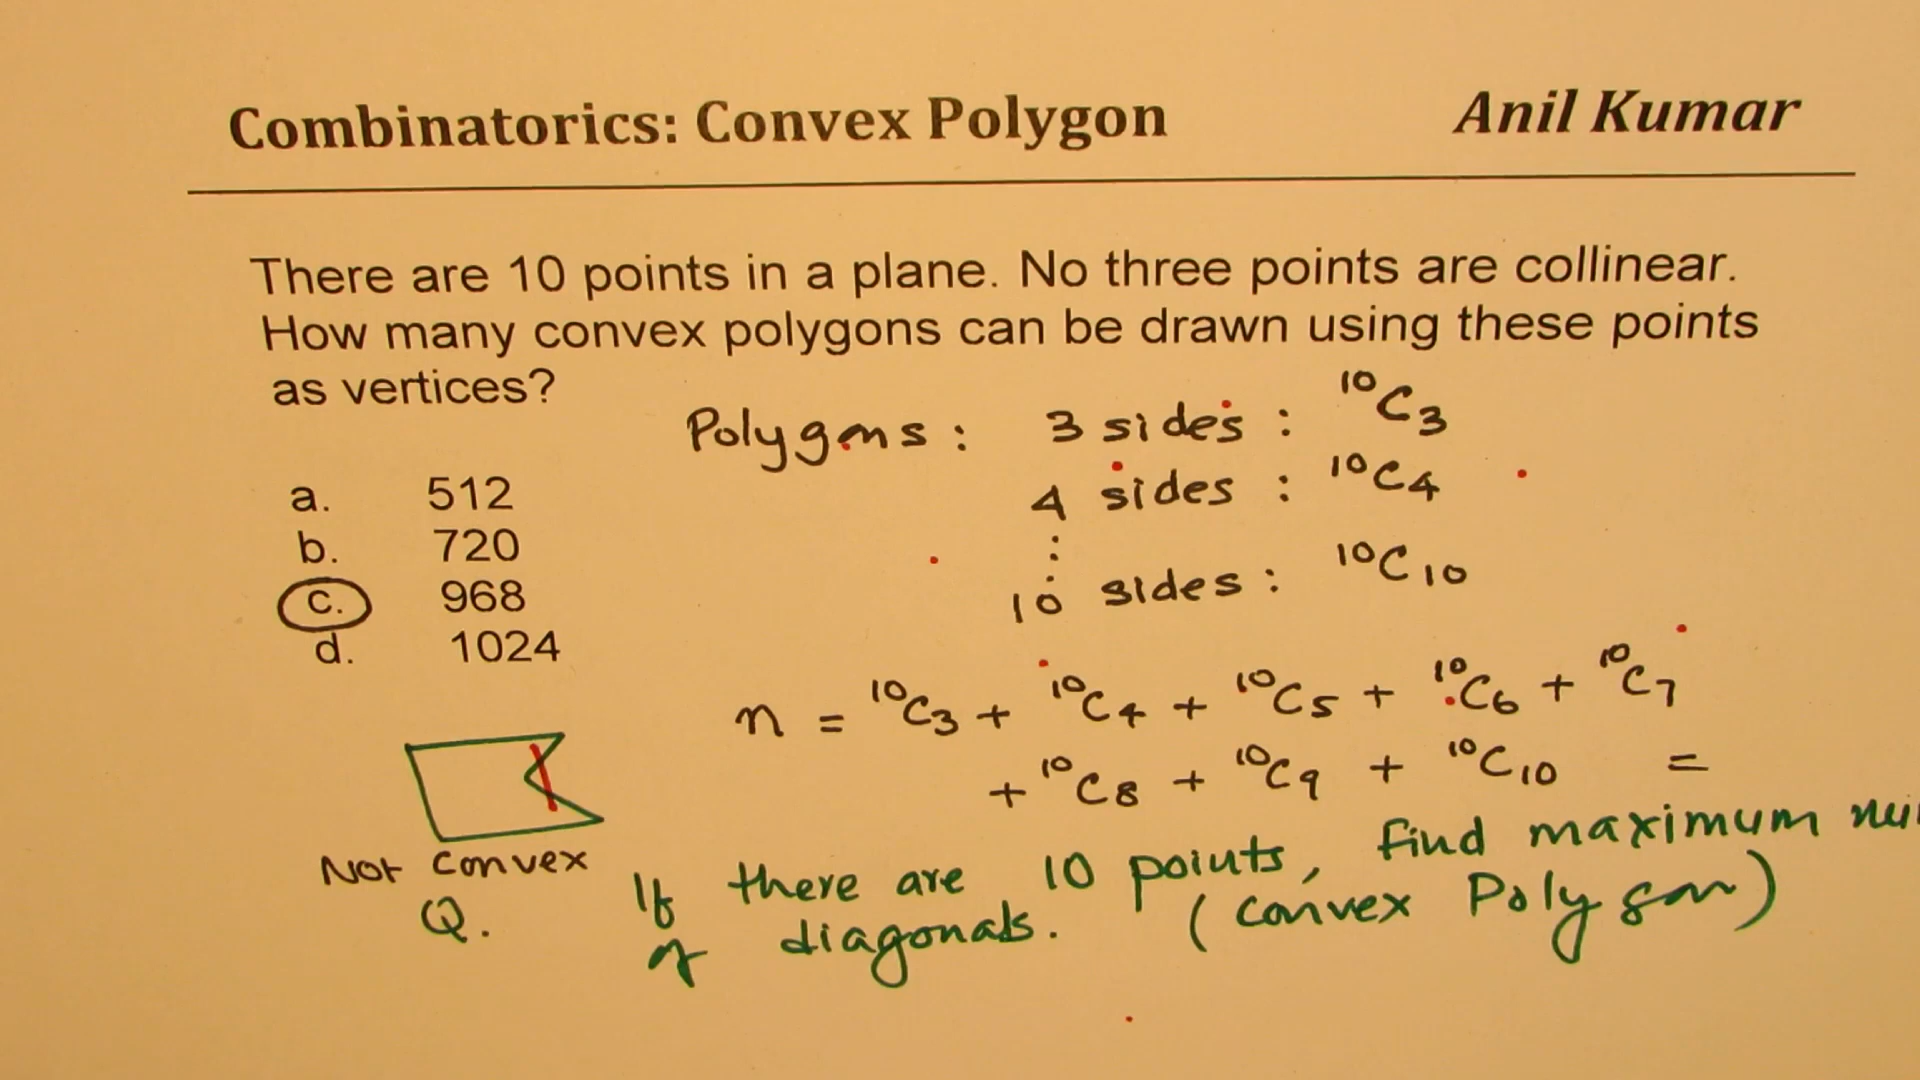 Combinatorics: Convex Polygon Anil Kumar
There are 10 points in a plane. No three points are collinear.
How many convex polygons can be drawn using these points
as vertices?
Polygons : 3 sides : ¹⁰C₃
a. 512
4 sides : ¹⁰C₄
b. 720
:
c. 968
10 sides : ¹⁰C₁₀
d. 1024
n = ¹⁰C₃ + ¹⁰C₄ + ¹⁰C₅ + ¹⁰C₆ + ¹⁰C₇
+ ¹⁰C₈ + ¹⁰C₉ + ¹⁰C₁₀ =
Not Convex
Q. If there are 10 points, find maximum
of diagonals. (convex Polygon)